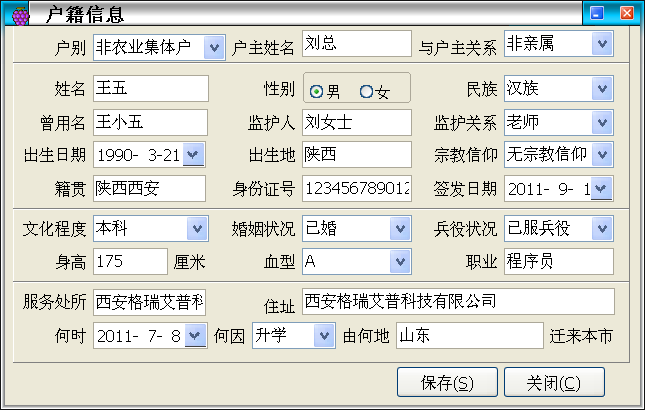 户籍信息
户别 非农业集体户 户主姓名 刘总 与户主关系 非亲属
姓名 王五 性别 男 女 民族 汉族
曾用名 王小五 监护人 刘女士 监护关系 老师
出生日期 1990- 3-21 出生地 陕西 宗教信仰 无宗教信仰
籍贯 陕西西安 身份证号 123456789012 签发日期 2011- 9- 1
文化程度 本科 婚姻状况 已婚 兵役状况 已服兵役
身高 175 厘米 血型 A 职业 程序员
服务处所 西安格瑞艾普科 住址 西安格瑞艾普科技有限公司
何时 2011- 7- 8 何因 升学 由何地 山东 迁来本市
保存(S) 关闭(C)